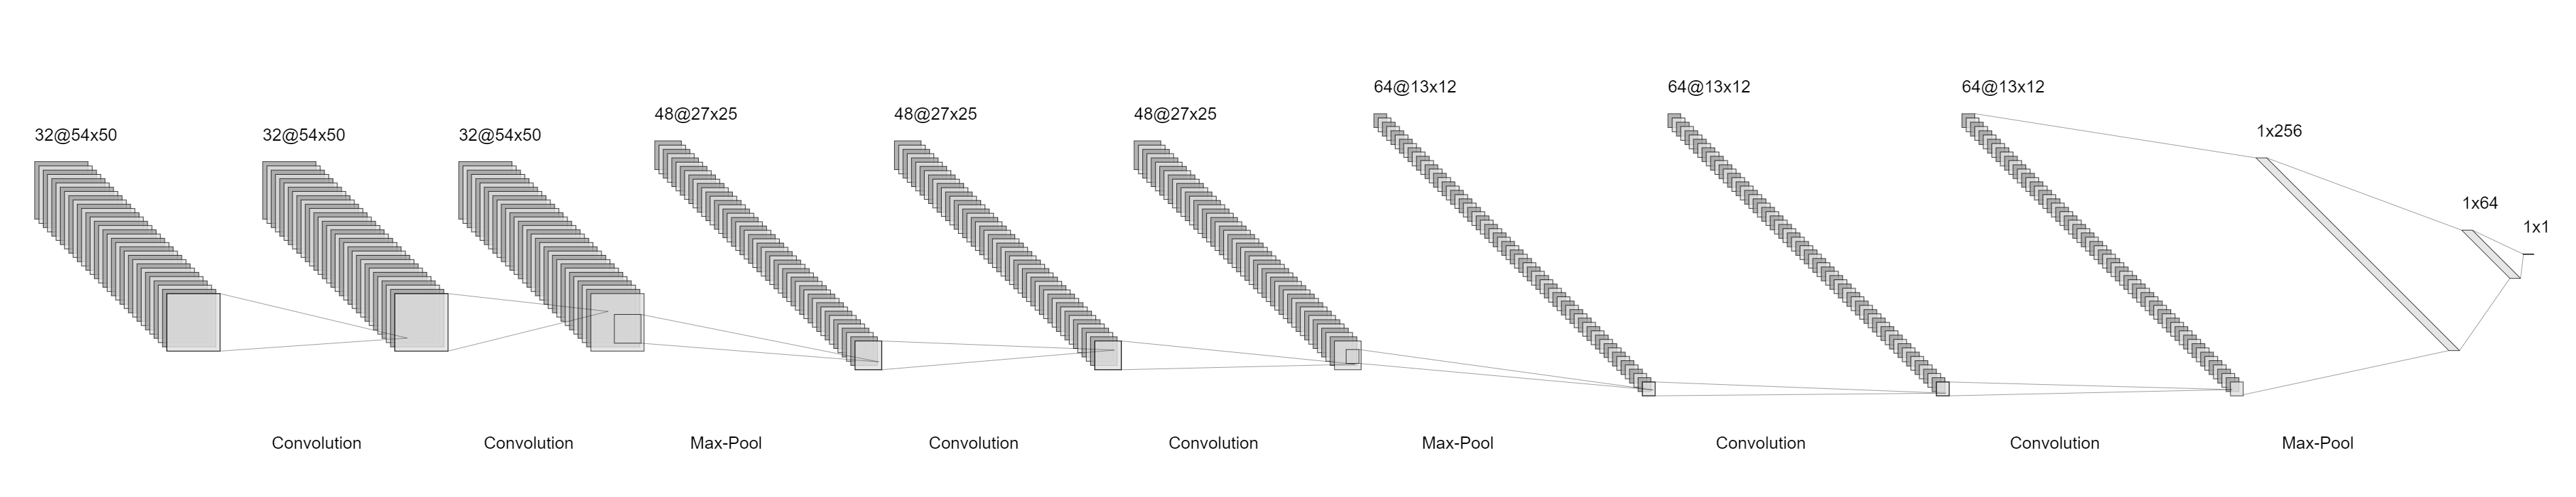 32@54x50
32@54x50
32@54x50
48@27x25
48@27x25
48@27x25
64@13x12
64@13x12
64@13x12
1x256
1x64
1x1
Convolution
Convolution
Max-Pool
Convolution
Convolution
Max-Pool
Convolution
Convolution
Max-Pool